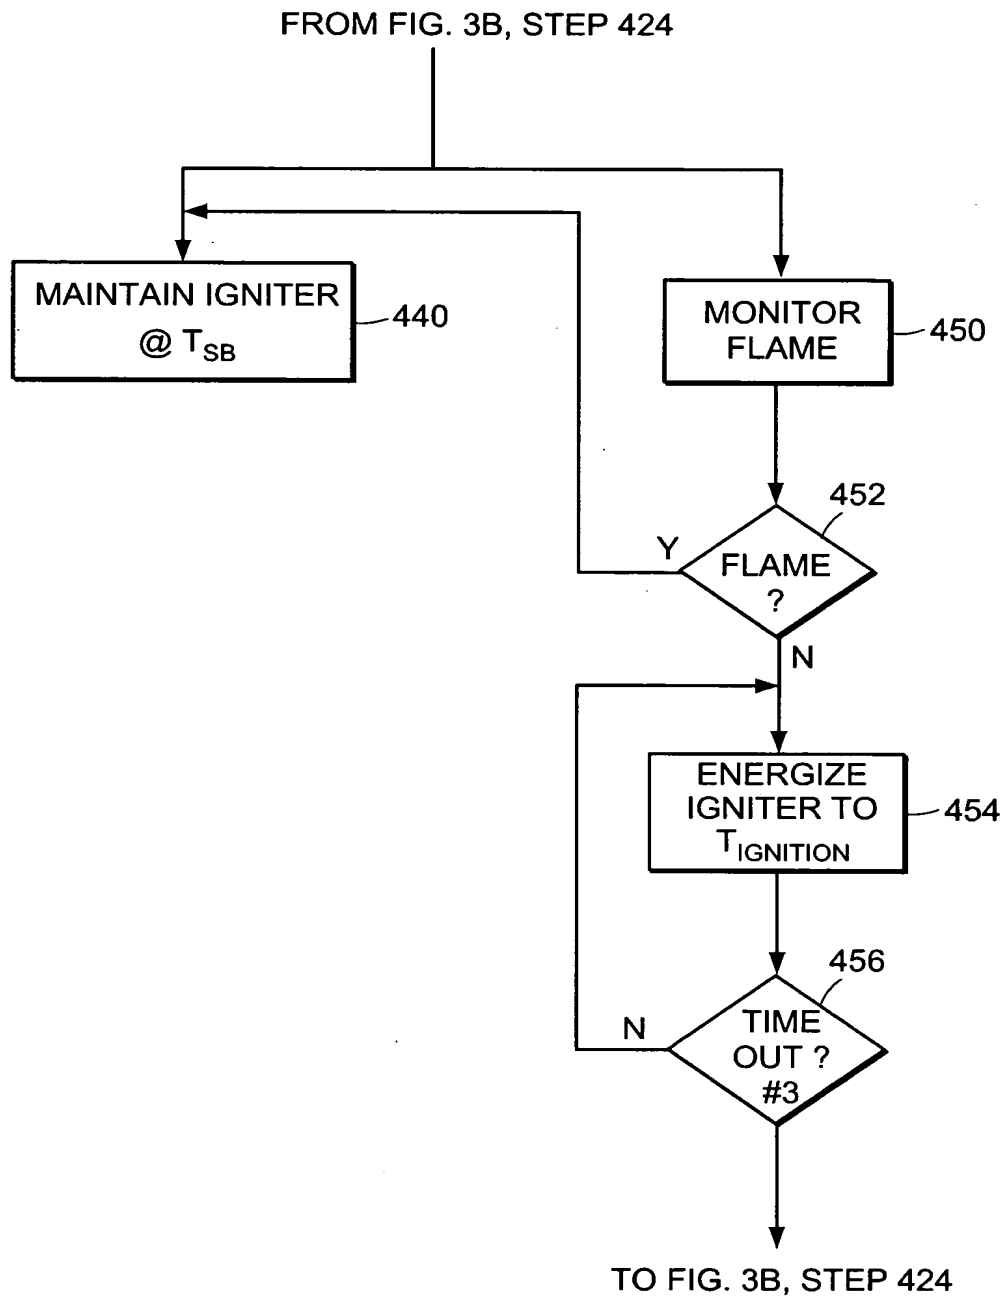 FROM FIG. 3B, STEP 424
MAINTAIN IGNITER
@ TSB
440
MONITOR
FLAME
450
452
Y
FLAME
?
N
ENERGIZE
IGNITER TO
TIGNITION
454
456
N
TIME
OUT ?
#3
TO FIG. 3B, STEP 424